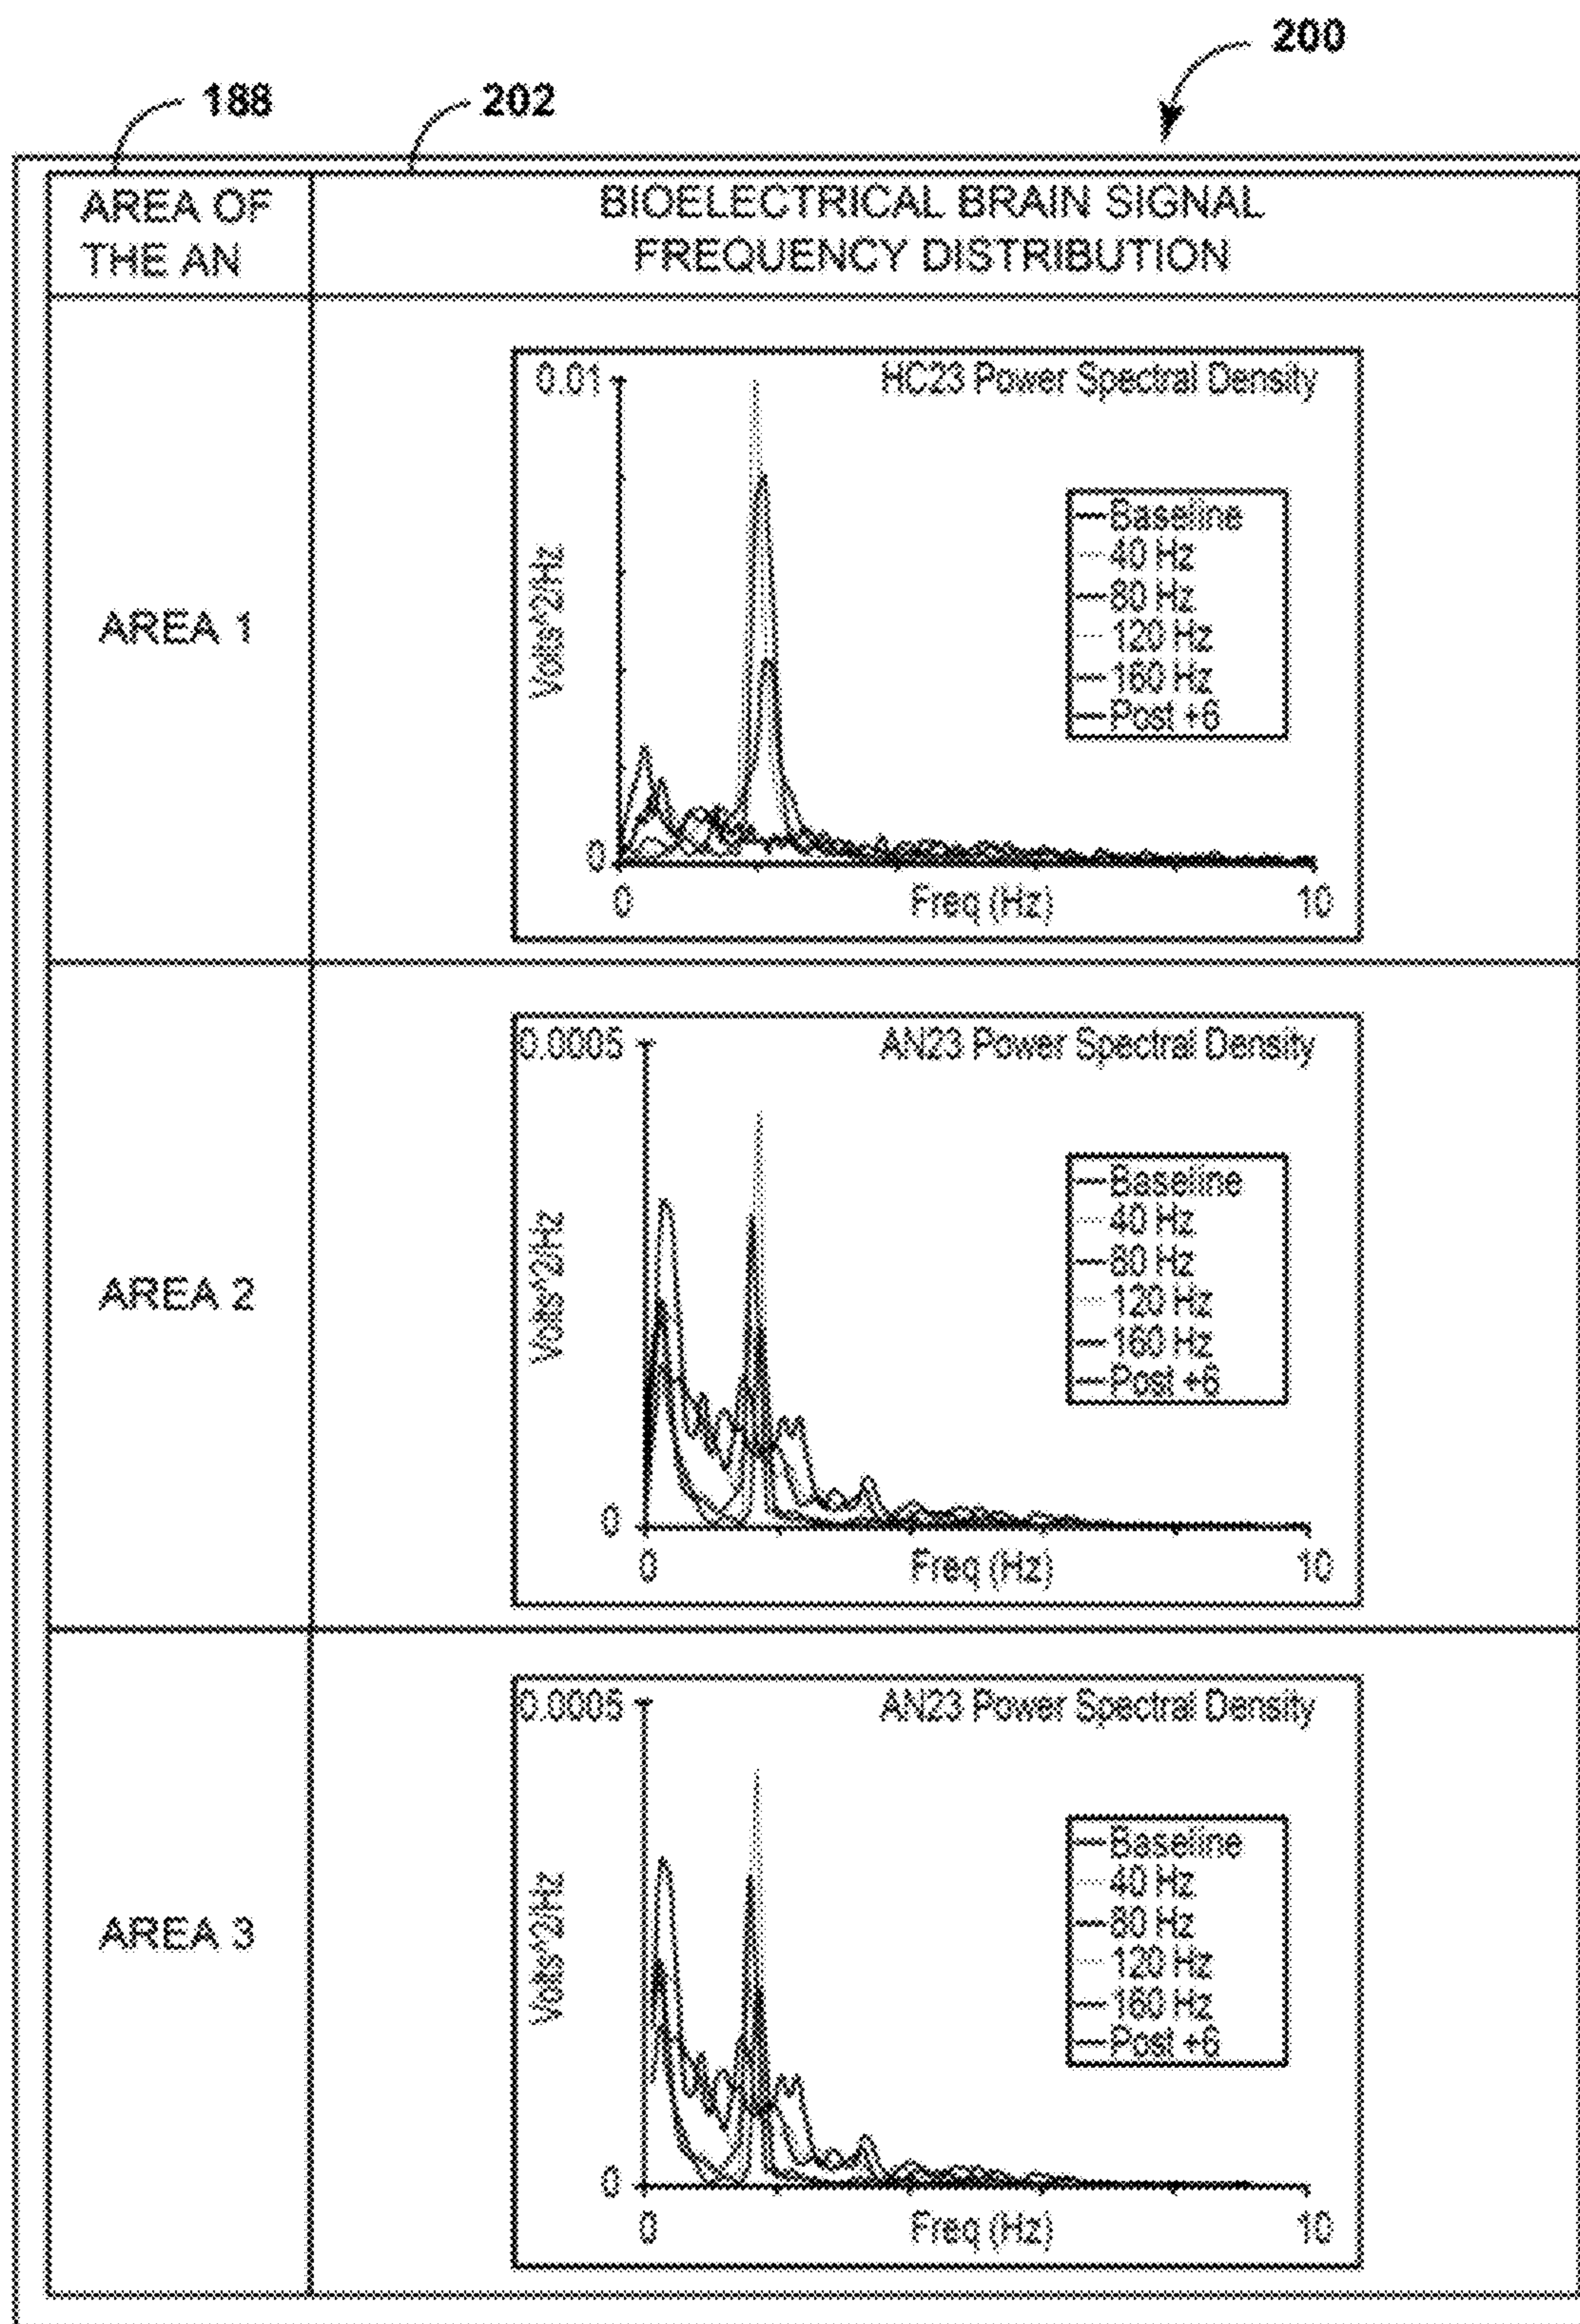 200
188
202
AREA OF
THE AN
BIOELECTRICAL BRAIN SIGNAL
FREQUENCY DISTRIBUTION
AREA 1
0.01
HC23 Power Spectral Density
Volts^2/Hz
Baseline
40 Hz
80 Hz
120 Hz
160 Hz
Post +6
0
0
Freq (Hz)
10
AREA 2
0.0005
AN23 Power Spectral Density
Volts^2/Hz
Baseline
40 Hz
80 Hz
120 Hz
160 Hz
Post +6
0
0
Freq (Hz)
10
AREA 3
0.0005
AN23 Power Spectral Density
Volts^2/Hz
Baseline
40 Hz
80 Hz
120 Hz
160 Hz
Post +6
0
0
Freq (Hz)
10